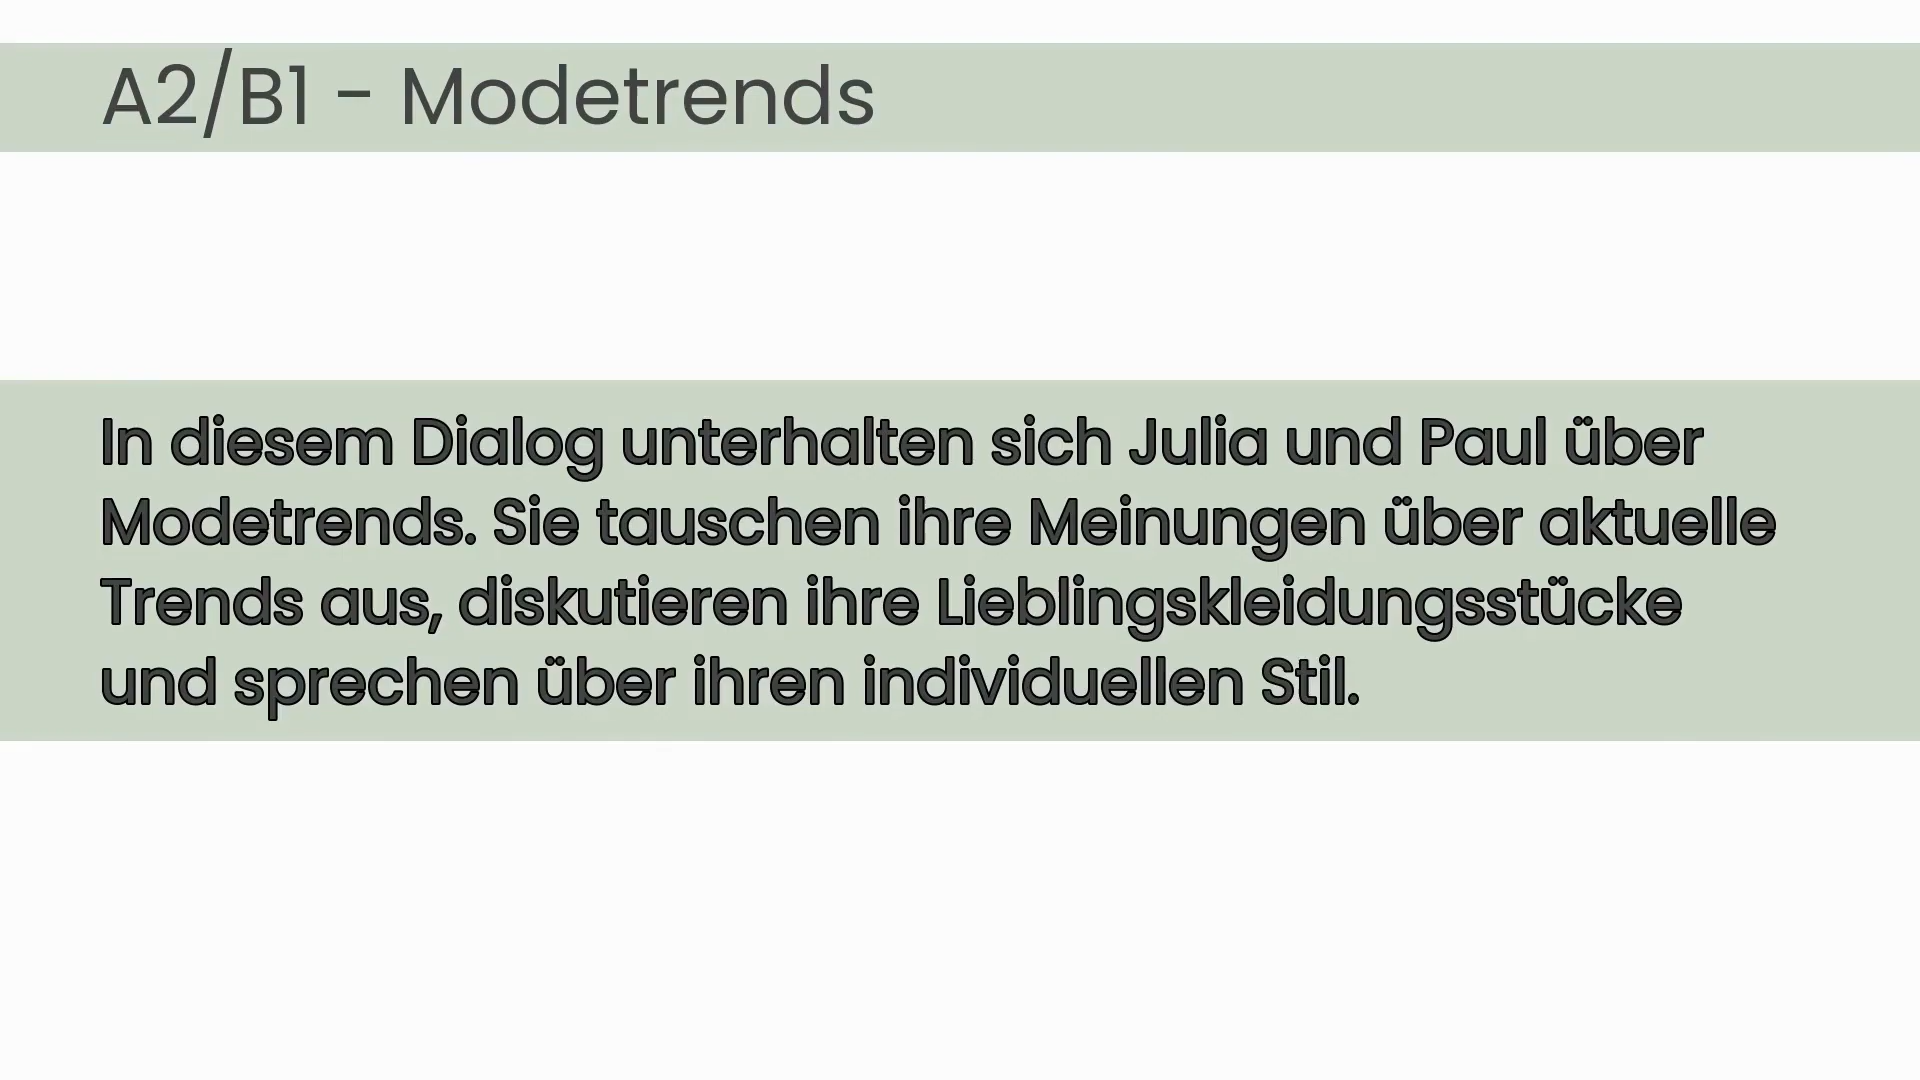 A2/B1 - Modetrends
In diesem Dialog unterhalten sich Julia und Paul über
Modetrends. Sie tauschen ihre Meinungen über aktuelle
Trends aus, diskutieren ihre Lieblingskleidungsstücke
und sprechen über ihren individuellen Stil.